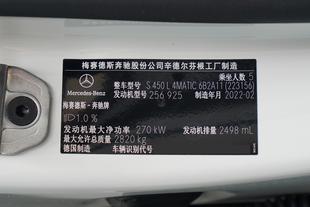 梅赛德斯奔驰股份公司辛德尔芬根工厂制造
乘坐人数 5
Mercedes-Benz
整车型号 S 450 L 4MATIC 6B2A11 (223156)
发动机型号 256 925 制造年月 2022-02
1.0 %
梅赛德斯-奔驰牌
发动机最大净功率 270 kW 发动机排量 2498 mL
最大允许总质量 2820 kg
德国制造 车辆识别代号